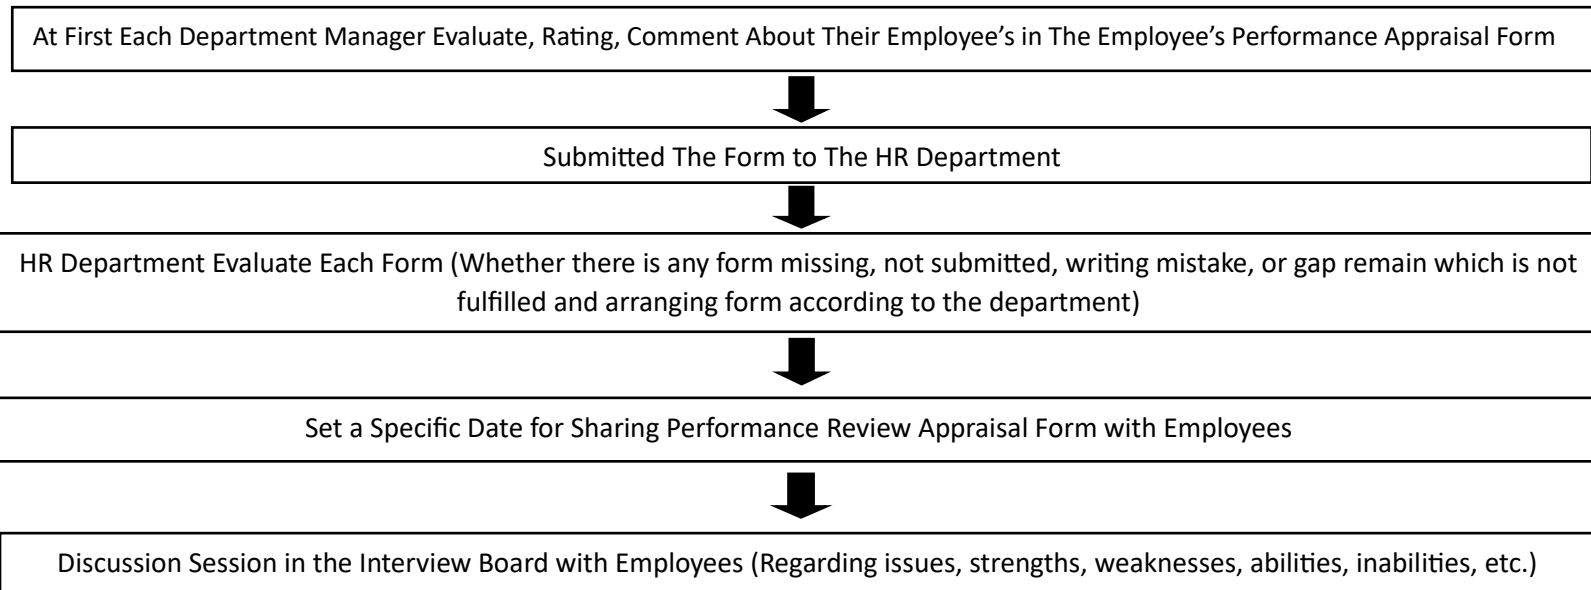 At First Each Department Manager Evaluate, Rating, Comment About Their Employee’s in The Employee’s Performance Appraisal Form
Submitted The Form to The HR Department
HR Department Evaluate Each Form (Whether there is any form missing, not submitted, writing mistake, or gap remain which is not
fulfilled and arranging form according to the department)
Set a Specific Date for Sharing Performance Review Appraisal Form with Employees
Discussion Session in the Interview Board with Employees (Regarding issues, strengths, weaknesses, abilities, inabilities, etc.)